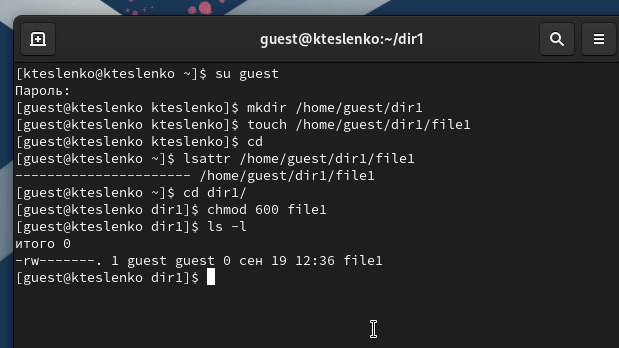 guest@kteslenko:~/dir1
[kteslenko@kteslenko ~]$ su guest
Пароль:
[guest@kteslenko kteslenko]$ mkdir /home/guest/dir1
[guest@kteslenko kteslenko]$ touch /home/guest/dir1/file1
[guest@kteslenko kteslenko]$ cd
[guest@kteslenko ~]$ lsattr /home/guest/dir1/file1
---------------------- /home/guest/dir1/file1
[guest@kteslenko ~]$ cd dir1/
[guest@kteslenko dir1]$ chmod 600 file1
[guest@kteslenko dir1]$ ls -l
итого 0
-rw-------. 1 guest guest 0 сен 19 12:36 file1
[guest@kteslenko dir1]$